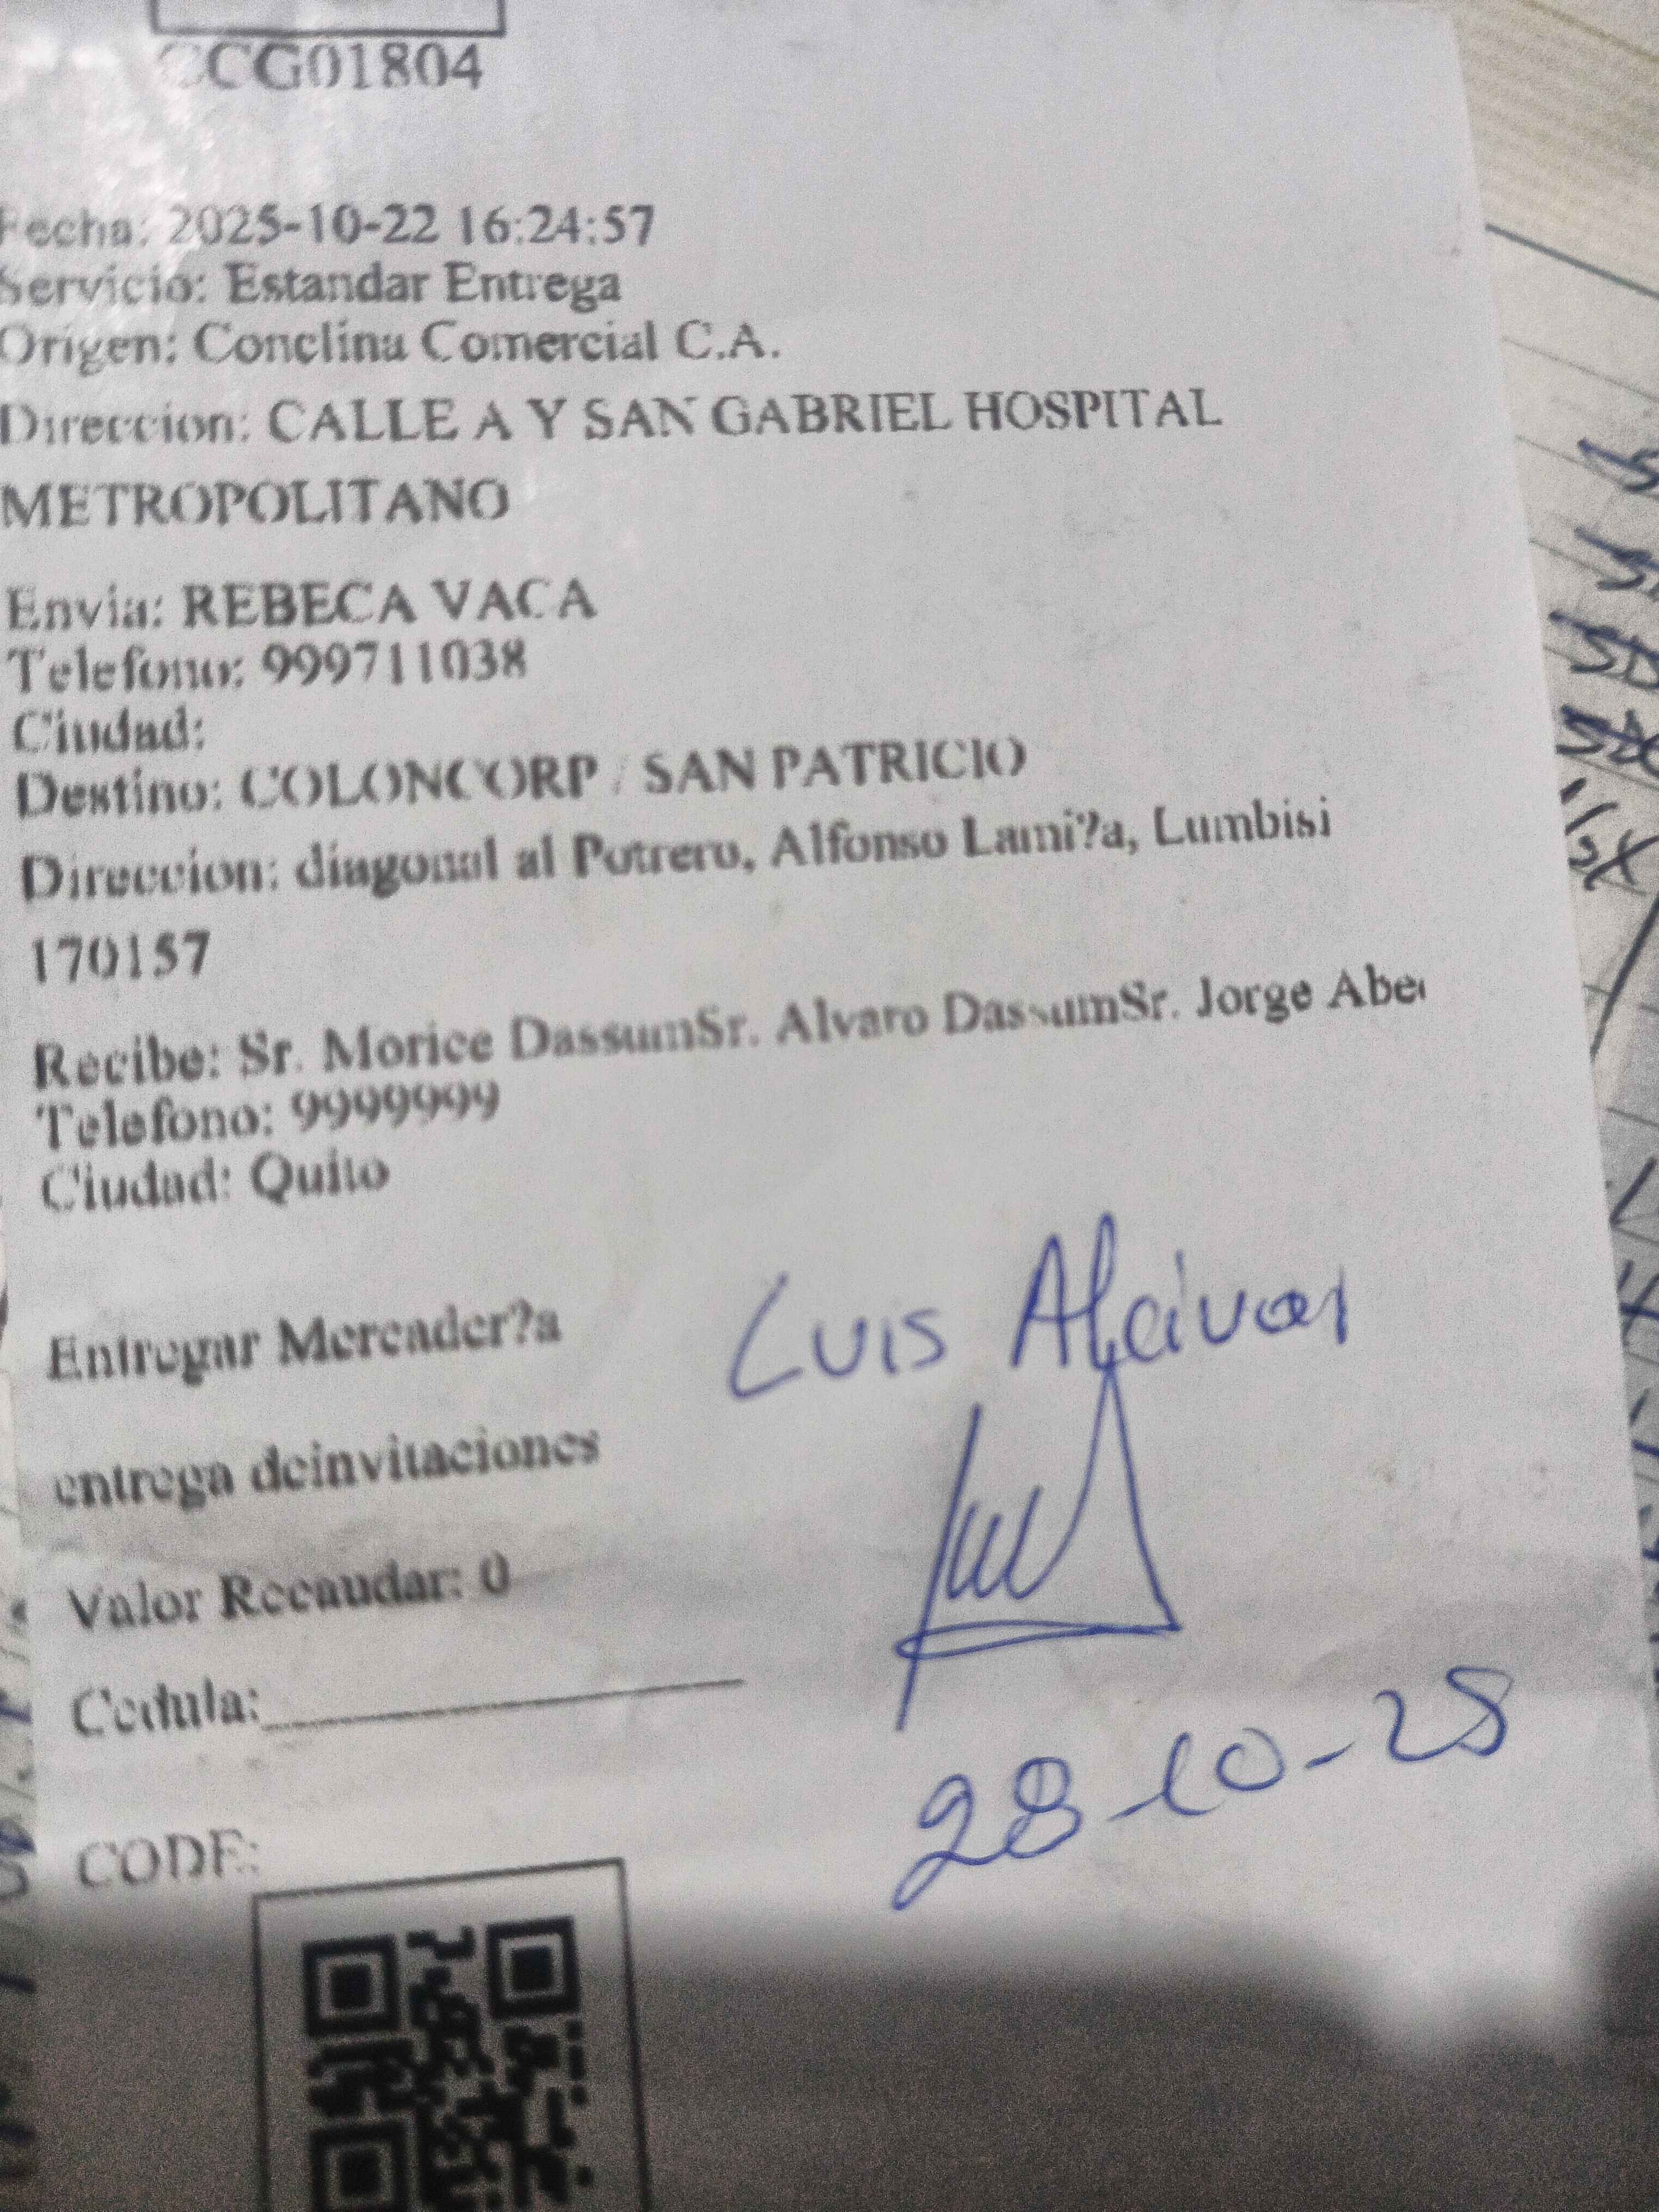 CCG01804
Fecha: 2025-10-22 16:24:57
Servicio: Estandar Entrega
Origen: Conclina Comercial C.A.
Direccion: CALLE A Y SAN GABRIEL HOSPITAL
METROPOLITANO
Envia: REBECA VACA
Telefono: 999711038
Ciudad:
Destino: COLONCORP / SAN PATRICIO
Direccion: diagonal al Potrero, Alfonso Lami?a, Lumbisi
170157
Recibe: Sr. Morice DassumSr. Alvaro DassumSr. Jorge Abe
Telefono: 9999999
Ciudad: Quito
Entregar Mercader?a
Luis Alcivar
entrega deinvitaciones
Valor Recaudar: 0
Cedula:
28-10-25
CODE: